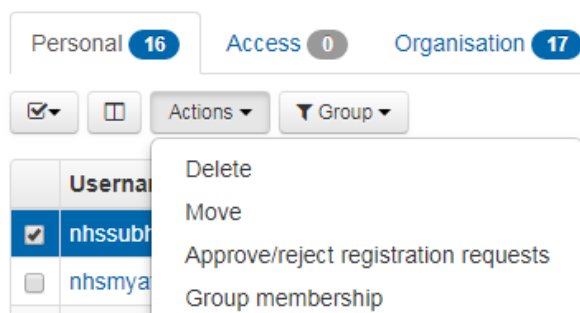 Personal 16 Access 0 Organisation 17
Actions Group
Delete
Move
Approve/reject registration requests
Group membership